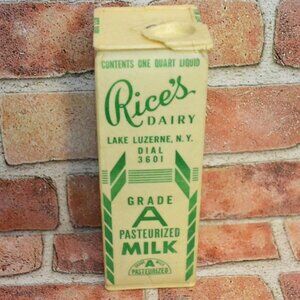 CONTENTS ONE QUART LIQUID
Rice's
DAIRY
LAKE LUZERNE, N.Y.
DIAL
3601
GRADE
A
PASTEURIZED
MILK
A
PASTEURIZED